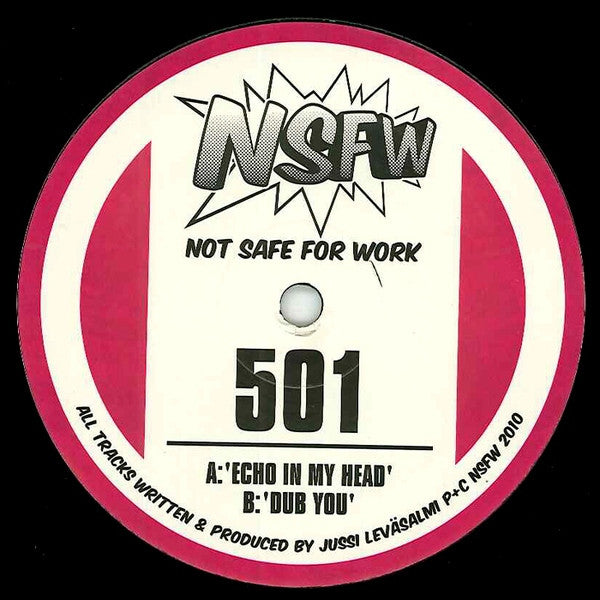 NSFW
NOT SAFE FOR WORK
501
A:'ECHO IN MY HEAD'
B:'DUB YOU'
ALL TRACKS WRITTEN & PRODUCED BY JUSSI LEVÄSALMI P+C NSFW 2010